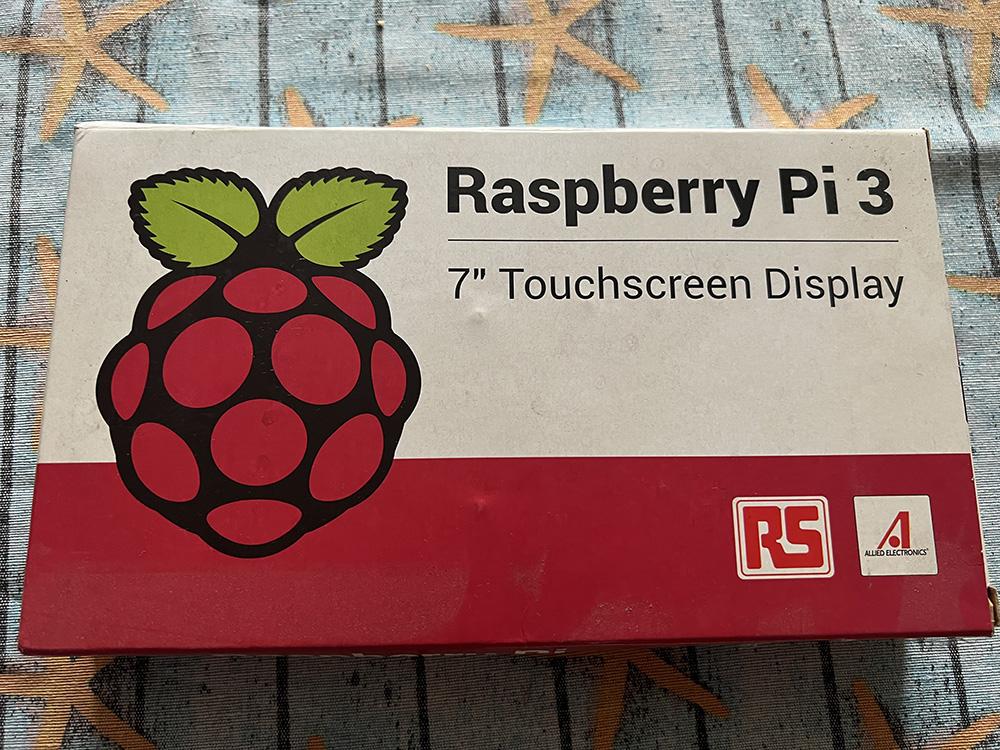 Raspberry Pi 3
7" Touchscreen Display
RS
A
ALLIED ELECTRONICS